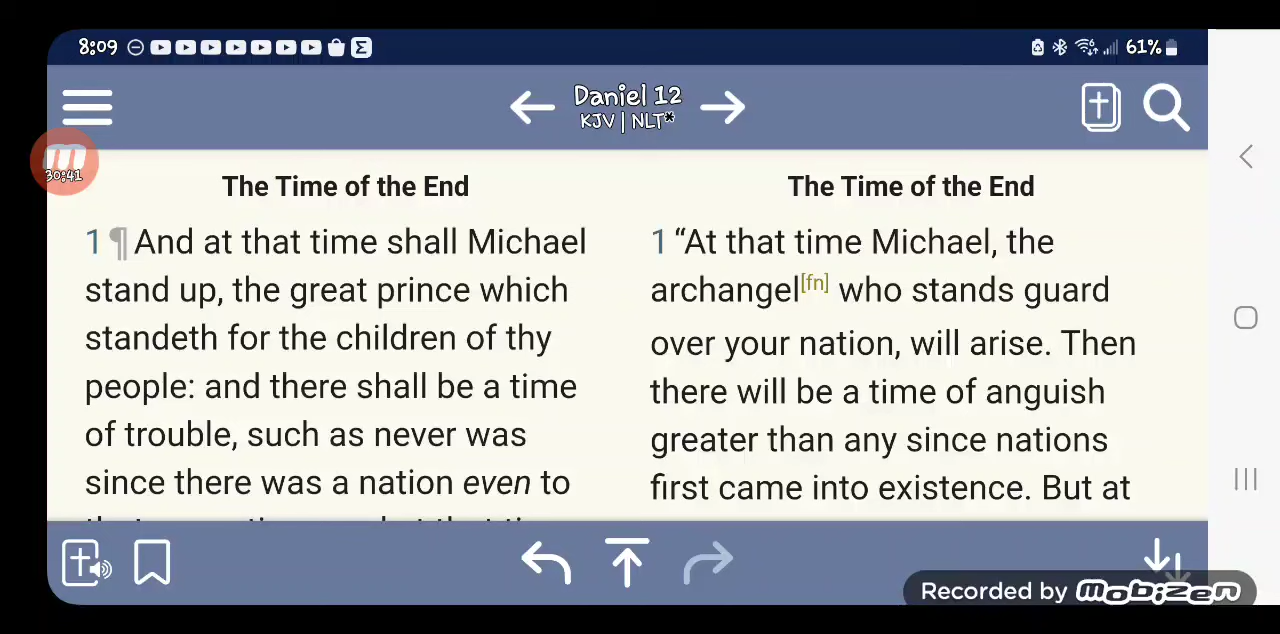 8:09
61%
Daniel 12
KJV | NLT*
30:41
The Time of the End
1 ¶ And at that time shall Michael
stand up, the great prince which
standeth for the children of thy
people: and there shall be a time
of trouble, such as never was
since there was a nation even to
The Time of the End
1 “At that time Michael, the
archangel[fn] who stands guard
over your nation, will arise. Then
there will be a time of anguish
greater than any since nations
first came into existence. But at
Recorded by Mobizen